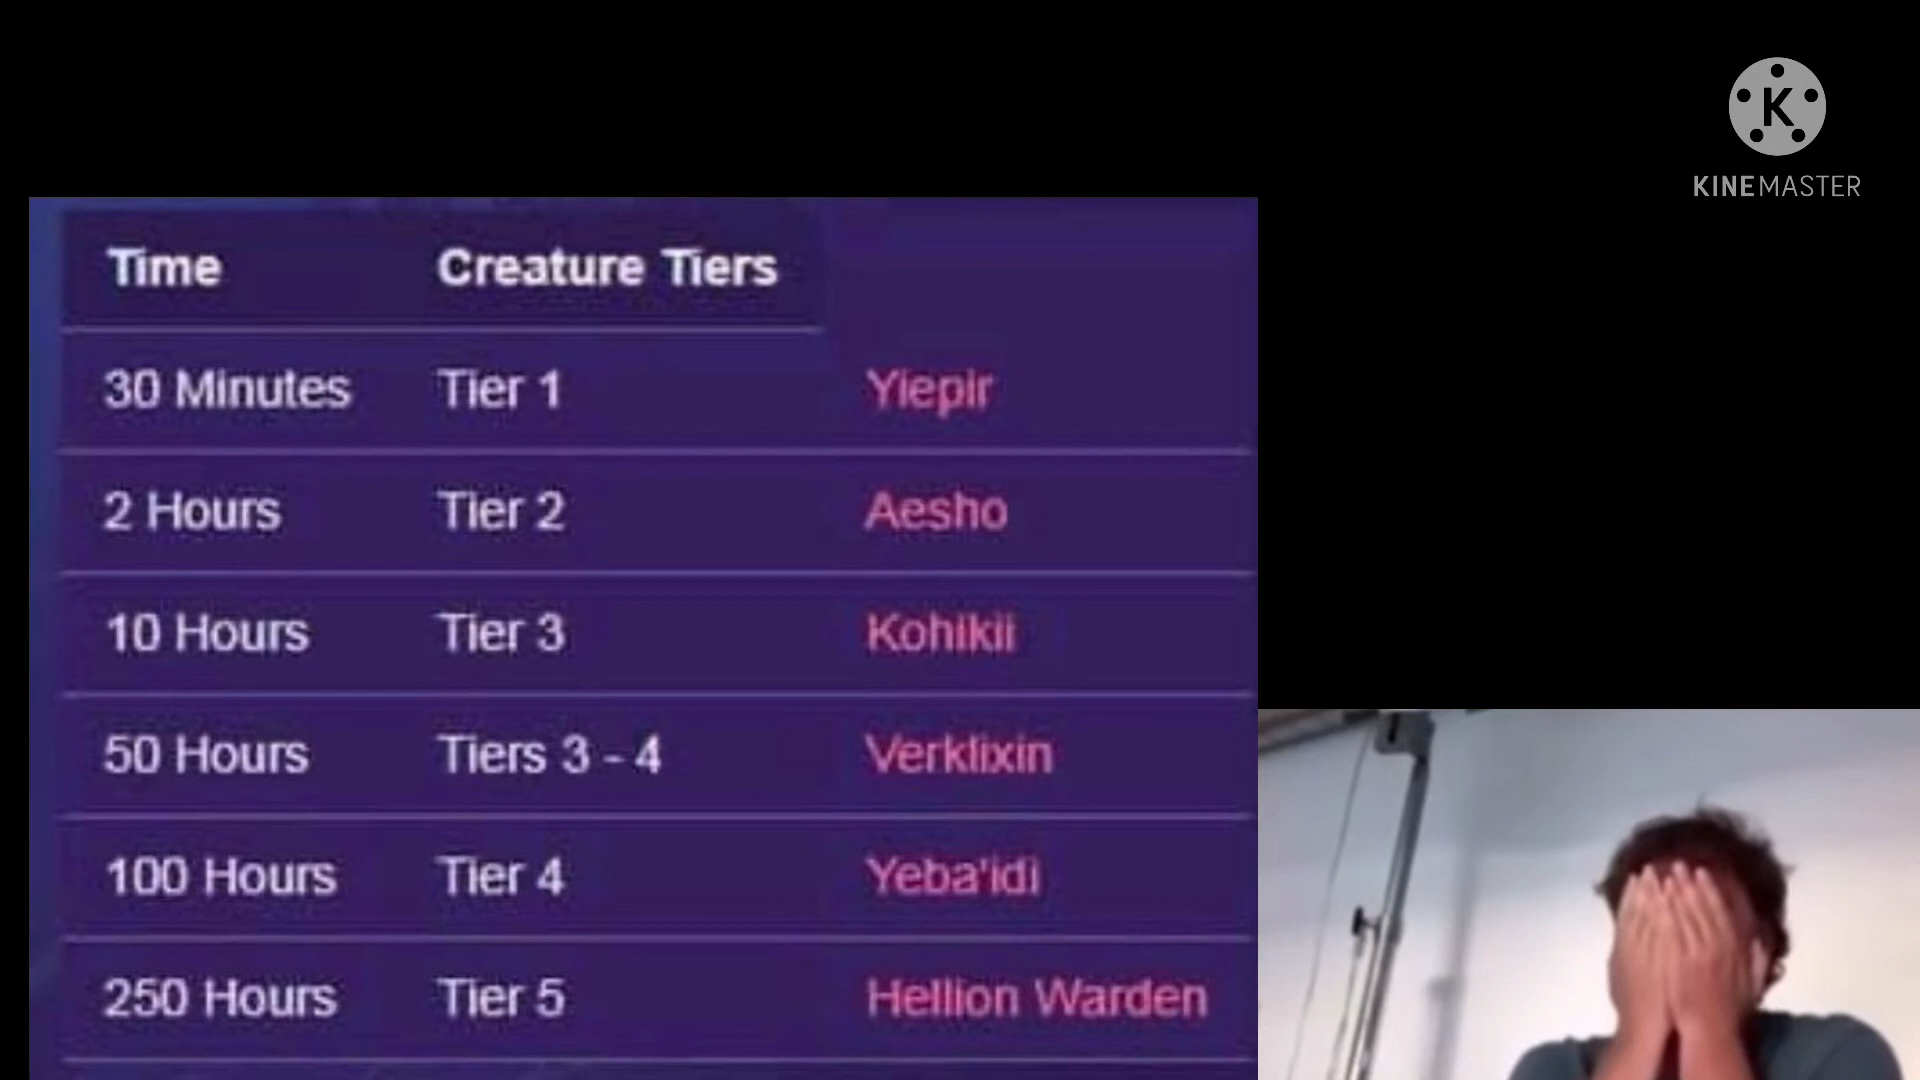 K
KINEMASTER
Time Creature Tiers
30 Minutes Tier 1 Yiepir
2 Hours Tier 2 Aesho
10 Hours Tier 3 Kohikii
50 Hours Tiers 3 - 4 Verklixin
100 Hours Tier 4 Yeba'idi
250 Hours Tier 5 Hellion Warden